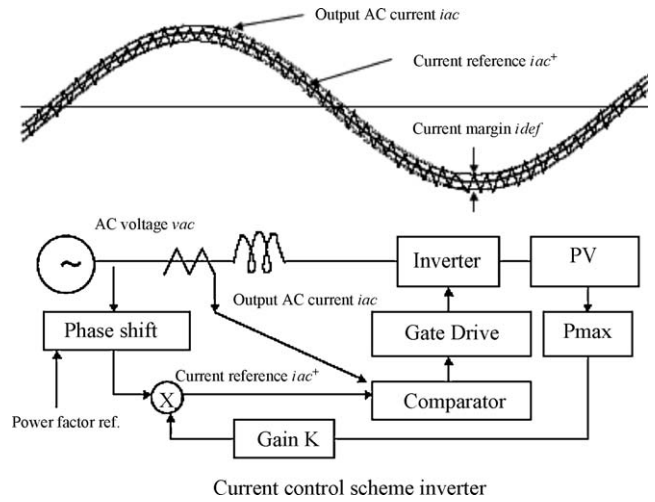 Output AC current iac
Current reference iac+
Current margin idef
AC voltage vac
~
Inverter
PV
Output AC current iac
Phase shift
Gate Drive
Pmax
Current reference iac+
X
Comparator
Power factor ref.
Gain K
Current control scheme inverter